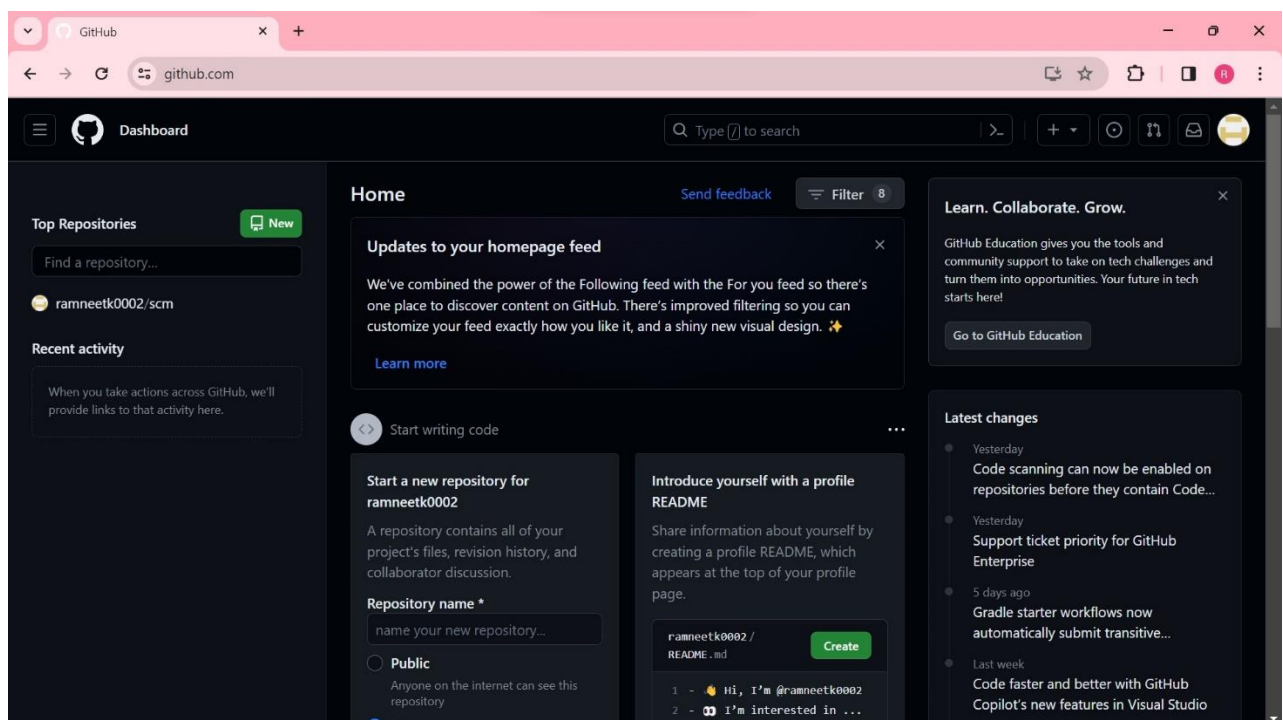 GitHub
github.com
R
Dashboard
Type / to search
Top Repositories
New
Find a repository...
ramneetk0002/scm
Recent activity
When you take actions across GitHub, we'll
provide links to that activity here.
Home
Send feedback
Filter 8
Updates to your homepage feed
We've combined the power of the Following feed with the For you feed so there's
one place to discover content on GitHub. There's improved filtering so you can
customize your feed exactly how you like it, and a shiny new visual design. ✨
Learn more
Start writing code
Start a new repository for
ramneetk0002
A repository contains all of your
project's files, revision history, and
collaborator discussion.
Repository name *
name your new repository...
Public
Anyone on the internet can see this
repository
Introduce yourself with a profile
README
Share information about yourself by
creating a profile README, which
appears at the top of your profile
page.
ramneetk0002/
README.md
Create
1 - 👋 Hi, I'm @ramneetk0002
2 - 👀 I'm interested in ...
Learn. Collaborate. Grow.
GitHub Education gives you the tools and
community support to take on tech challenges and
turn them into opportunities. Your future in tech
starts here!
Go to GitHub Education
Latest changes
Yesterday
Code scanning can now be enabled on
repositories before they contain Code...
Yesterday
Support ticket priority for GitHub
Enterprise
5 days ago
Gradle starter workflows now
automatically submit transitive...
Last week
Code faster and better with GitHub
Copilot's new features in Visual Studio